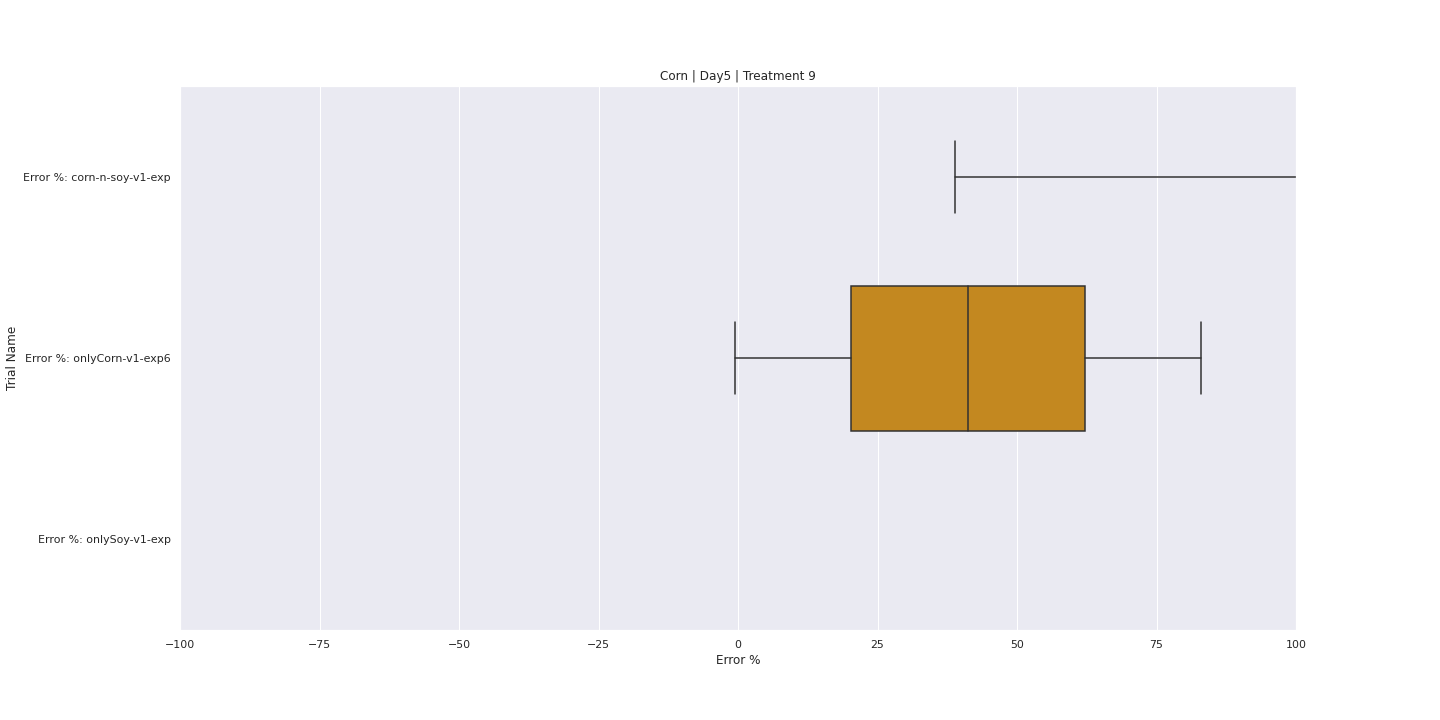 Corn | Day5 | Treatment 9
Error %: corn-n-soy-v1-exp
Error %: onlyCorn-v1-exp6
Error %: onlySoy-v1-exp
Trial Name
−100 −75 −50 −25 0 25 50 75 100
Error %